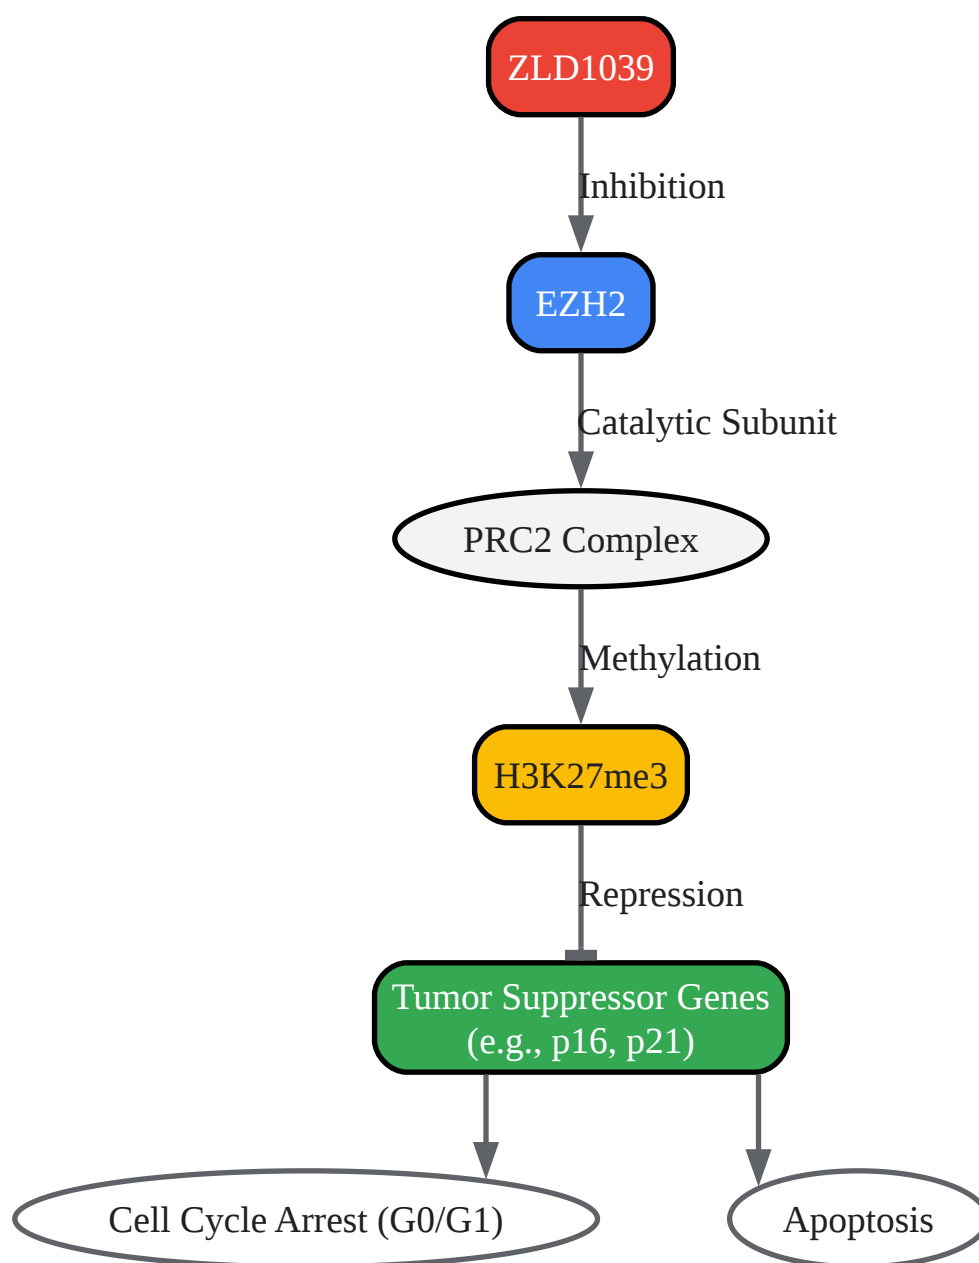 ZLD1039
Inhibition
EZH2
Catalytic Subunit
PRC2 Complex
Methylation
H3K27me3
Repression
Tumor Suppressor Genes
(e.g., p16, p21)
Cell Cycle Arrest (G0/G1)
Apoptosis